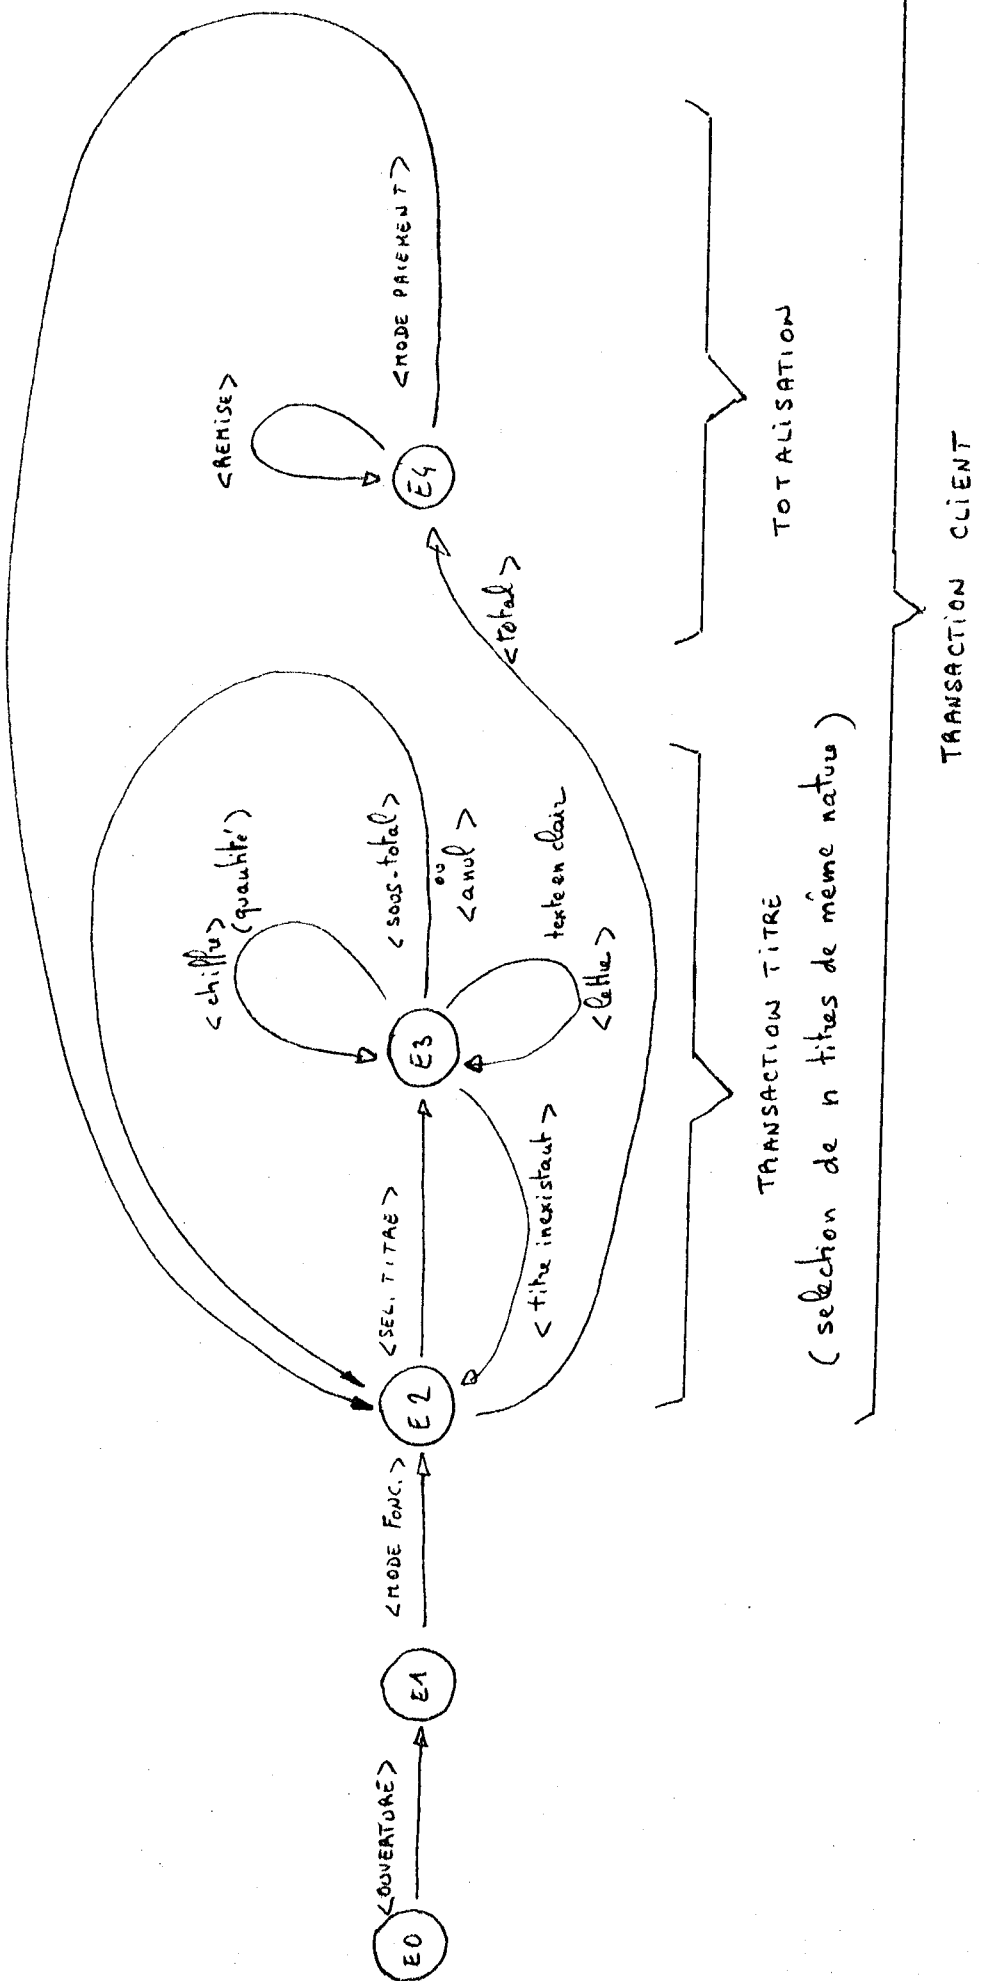 E0
<OUVERTURE>
E1
<MODE FONC.>
E2
<SEL. TITRE>
<titre inexistant>
E3
<chiffre>
(quantité)
<lettre>
texte en clair
<sous-total>
ou
<anul>
<total>
E4
<REMISE>
<MODE PAIEMENT>
TRANSACTION TITRE
(selection de n titres de même nature)
TOTALISATION
TRANSACTION CLIENT